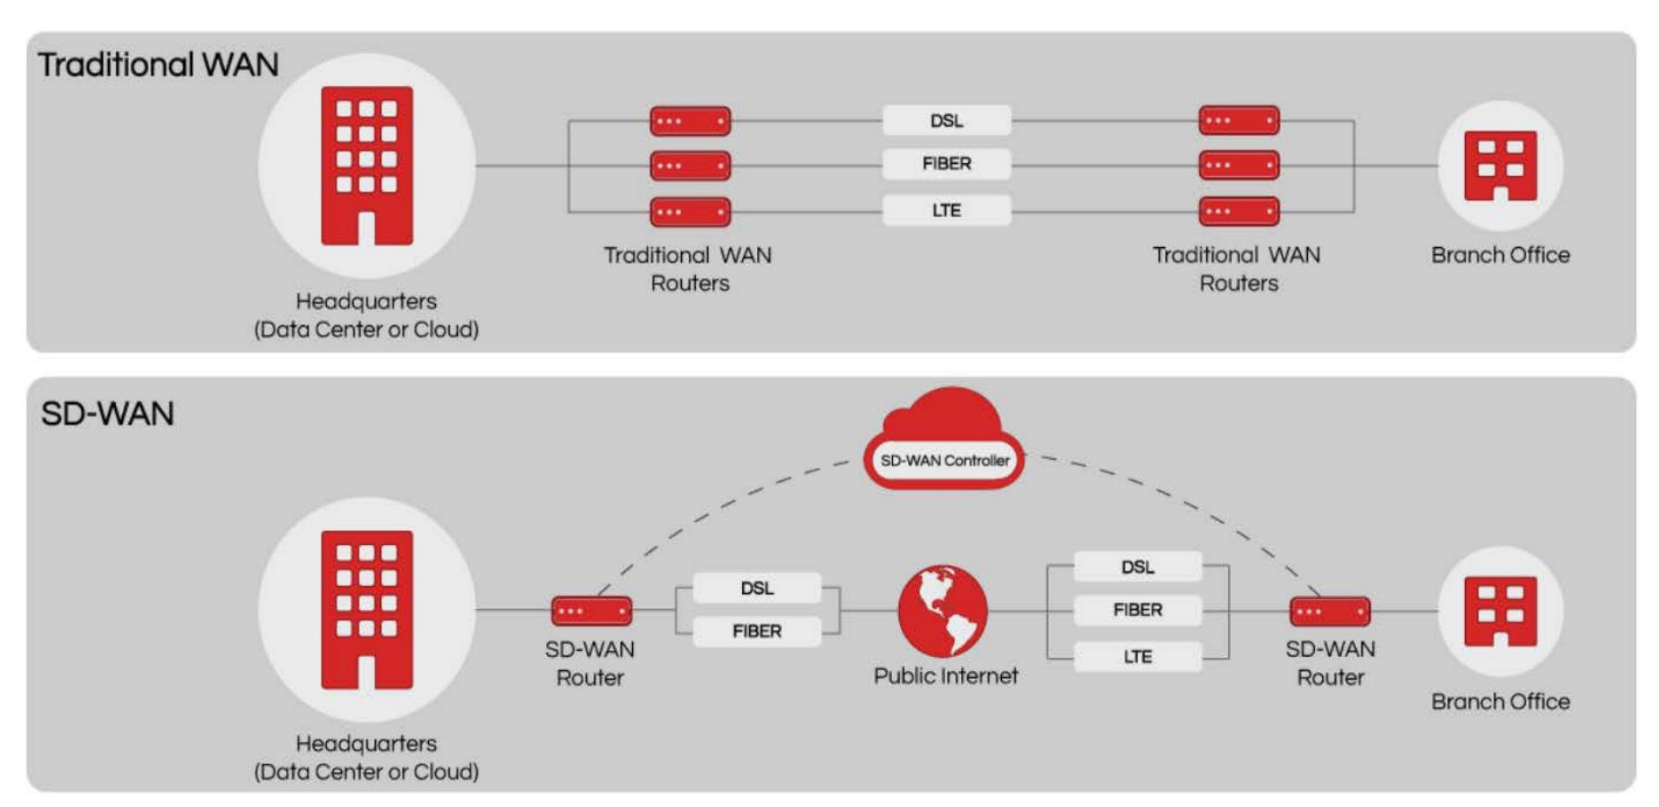 Traditional WAN
DSL
FIBER
LTE
Traditional WAN
Routers
Traditional WAN
Routers
Branch Office
Headquarters
(Data Center or Cloud)
SD-WAN
SD-WAN Controller
DSL
FIBER
DSL
FIBER
LTE
SD-WAN
Router
Public Internet
SD-WAN
Router
Branch Office
Headquarters
(Data Center or Cloud)